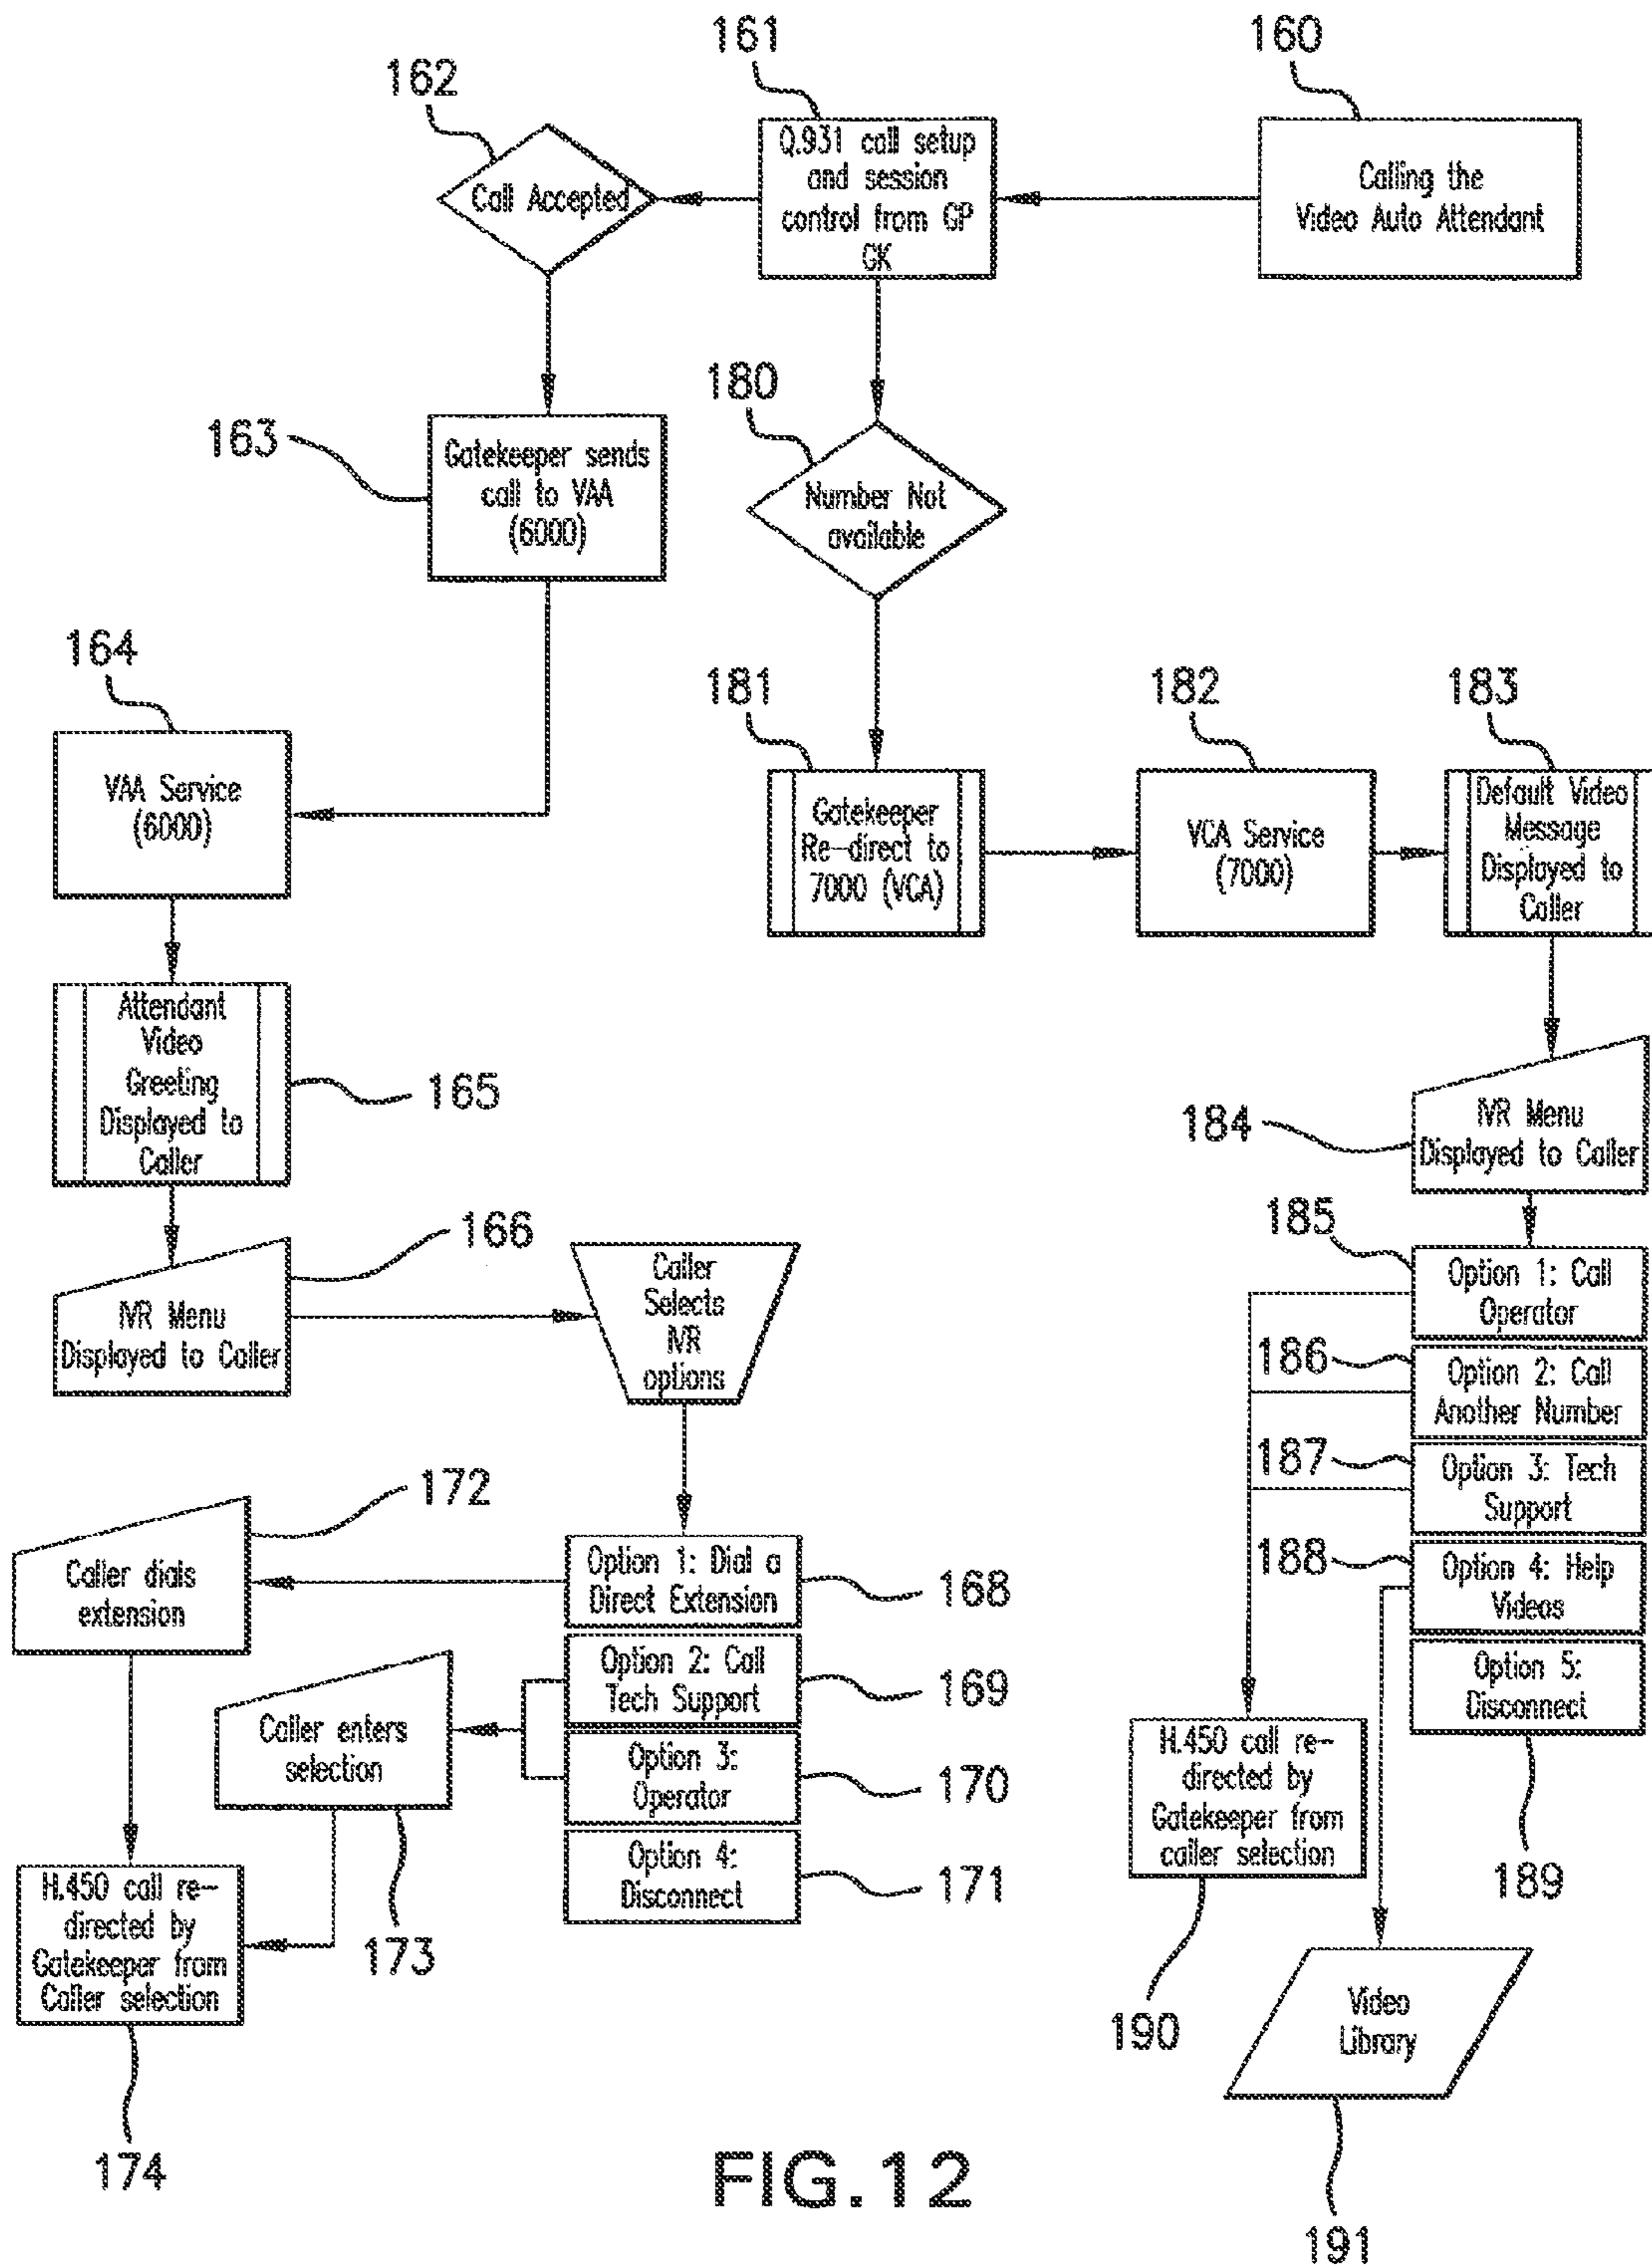 161
160
162
Q.931 call setup
and session
control from GP
GK
Calling the
Video Auto Attendant
Call Accepted
180
163
Gatekeeper sends
call to VAA
(6000)
Number Not
available
164
181
182
183
VAA Service
(6000)
Gatekeeper
Re-direct to
7000 (VCA)
VCA Service
(7000)
Default Video
Message
Displayed to
Caller
Attendant
Video
Greeting
Displayed to
Caller
165
184
IVR Menu
Displayed to Caller
166
IVR Menu
Displayed to Caller
Caller
Selects
IVR
options
185
Option 1: Call
Operator
186
Option 2: Call
Another Number
187
Option 3: Tech
Support
188
Option 4: Help
Videos
Option 5:
Disconnect
189
172
Caller dials
extension
Option 1: Dial a
Direct Extension
168
Option 2: Call
Tech Support
169
Caller enters
selection
Option 3:
Operator
170
Option 4:
Disconnect
171
173
H.450 call re-
directed by
Gatekeeper from
Caller selection
174
H.450 call re-
directed by
Gatekeeper from
caller selection
190
Video
Library
191
FIG.12